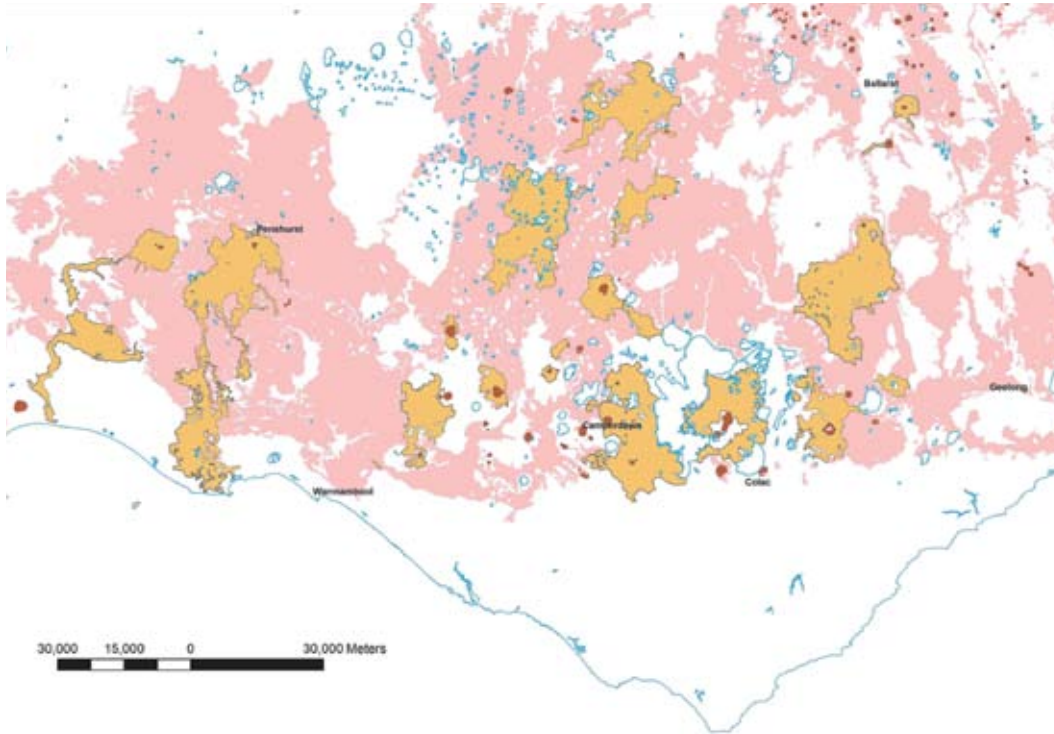 Ballarat
Penshurst
Geelong
Camperdown
Colac
Warrnambool
30,000 15,000 0 30,000 Meters